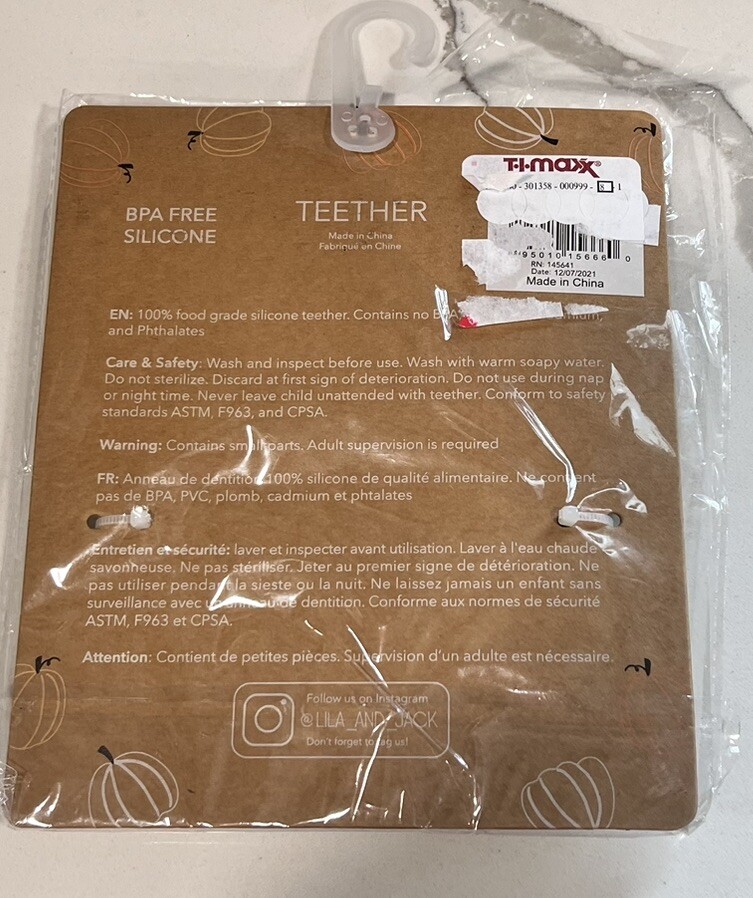 T·J·maxx®
- 301358 - 000999 - 8 - 1
95010 15666 0
RN: 145641
Date: 12/07/2021
Made in China
BPA FREE
SILICONE
TEETHER
Made in China
Fabriqué en Chine
EN: 100% food grade silicone teether. Contains no BPA
and Phthalates
Care & Safety: Wash and inspect before use. Wash with warm soapy water.
Do not sterilize. Discard at first sign of deterioration. Do not use during nap
or night time. Never leave child unattended with teether. Conform to safety
standards ASTM, F963, and CPSA.
Warning: Contains small parts. Adult supervision is required
FR: Anneau de dentition 100% silicone de qualité alimentaire. Ne contient
pas de BPA, PVC, plomb, cadmium et phtalates
Entretien et sécurité: laver et inspecter avant utilisation. Laver à l'eau chaude
savonneuse. Ne pas stériliser. Jeter au premier signe de détérioration. Ne
pas utiliser pendant la sieste ou la nuit. Ne laissez jamais un enfant sans
surveillance avec un anneau de dentition. Conforme aux normes de sécurité
ASTM, F963 et CPSA.
Attention: Contient de petites pièces. Supervision d'un adulte est nécessaire.
Follow us on Instagram
@LILA_AND_JACK
Don't forget to tag us!